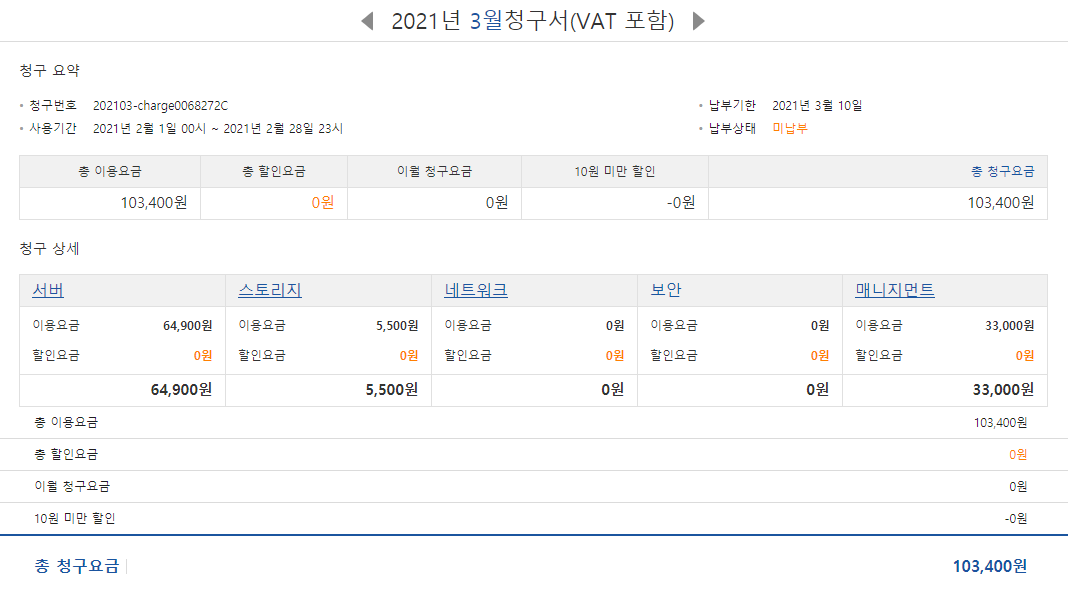 2021년 3월청구서(VAT 포함)
청구 요약
청구번호 202103-charge0068272C 납부기한 2021년 3월 10일
사용기간 2021년 2월 1일 00시 ~ 2021년 2월 28일 23시 납부상태 미납부
총 이용요금 총 할인요금 이월 청구요금 10원 미만 할인 총 청구요금
103,400원 0원 0원 -0원 103,400원
청구 상세
서버 스토리지 네트워크 보안 매니지먼트
이용요금 64,900원 이용요금 5,500원 이용요금 0원 이용요금 0원 이용요금 33,000원
할인요금 0원 할인요금 0원 할인요금 0원 할인요금 0원 할인요금 0원
64,900원 5,500원 0원 0원 33,000원
총 이용요금 103,400원
총 할인요금 0원
이월 청구요금 0원
10원 미만 할인 -0원
총 청구요금 103,400원